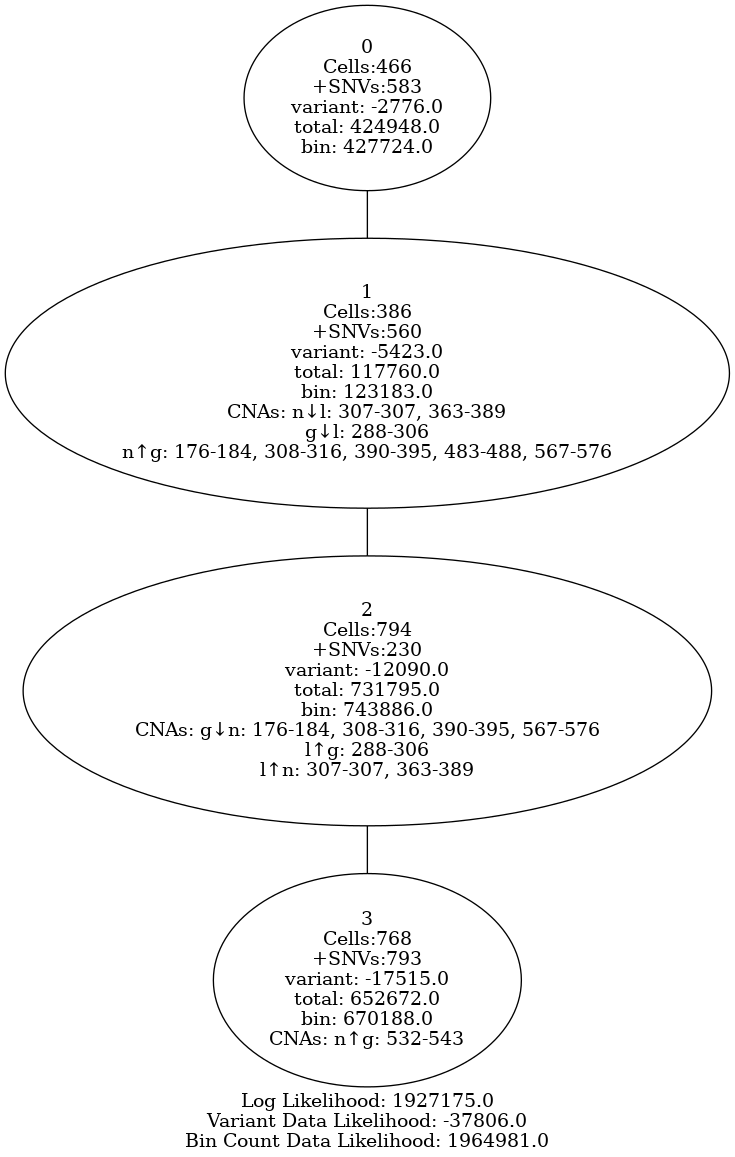 0
Cells:466
+SNVs:583
variant: -2776.0
total: 424948.0
bin: 427724.0
1
Cells:386
+SNVs:560
variant: -5423.0
total: 117760.0
bin: 123183.0
CNAs: n↓l: 307-307, 363-389
g↓l: 288-306
n↑g: 176-184, 308-316, 390-395, 483-488, 567-576
2
Cells:794
+SNVs:230
variant: -12090.0
total: 731795.0
bin: 743886.0
CNAs: g↓n: 176-184, 308-316, 390-395, 567-576
l↑g: 288-306
l↑n: 307-307, 363-389
3
Cells:768
+SNVs:793
variant: -17515.0
total: 652672.0
bin: 670188.0
CNAs: n↑g: 532-543
Log Likelihood: 1927175.0
Variant Data Likelihood: -37806.0
Bin Count Data Likelihood: 1964981.0